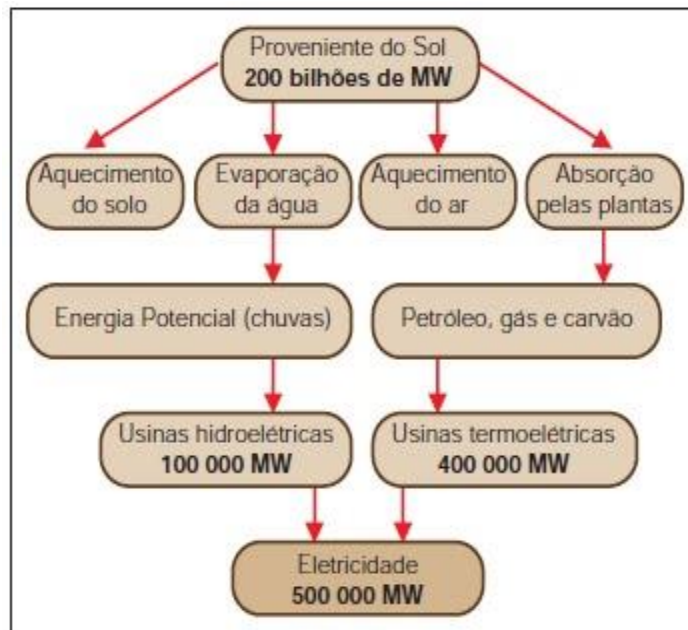 Proveniente do Sol
200 bilhões de MW
Aquecimento
do solo
Evaporação
da água
Aquecimento
do ar
Absorção
pelas plantas
Energia Potencial (chuvas)
Petróleo, gás e carvão
Usinas hidroelétricas
100 000 MW
Usinas termoelétricas
400 000 MW
Eletricidade
500 000 MW